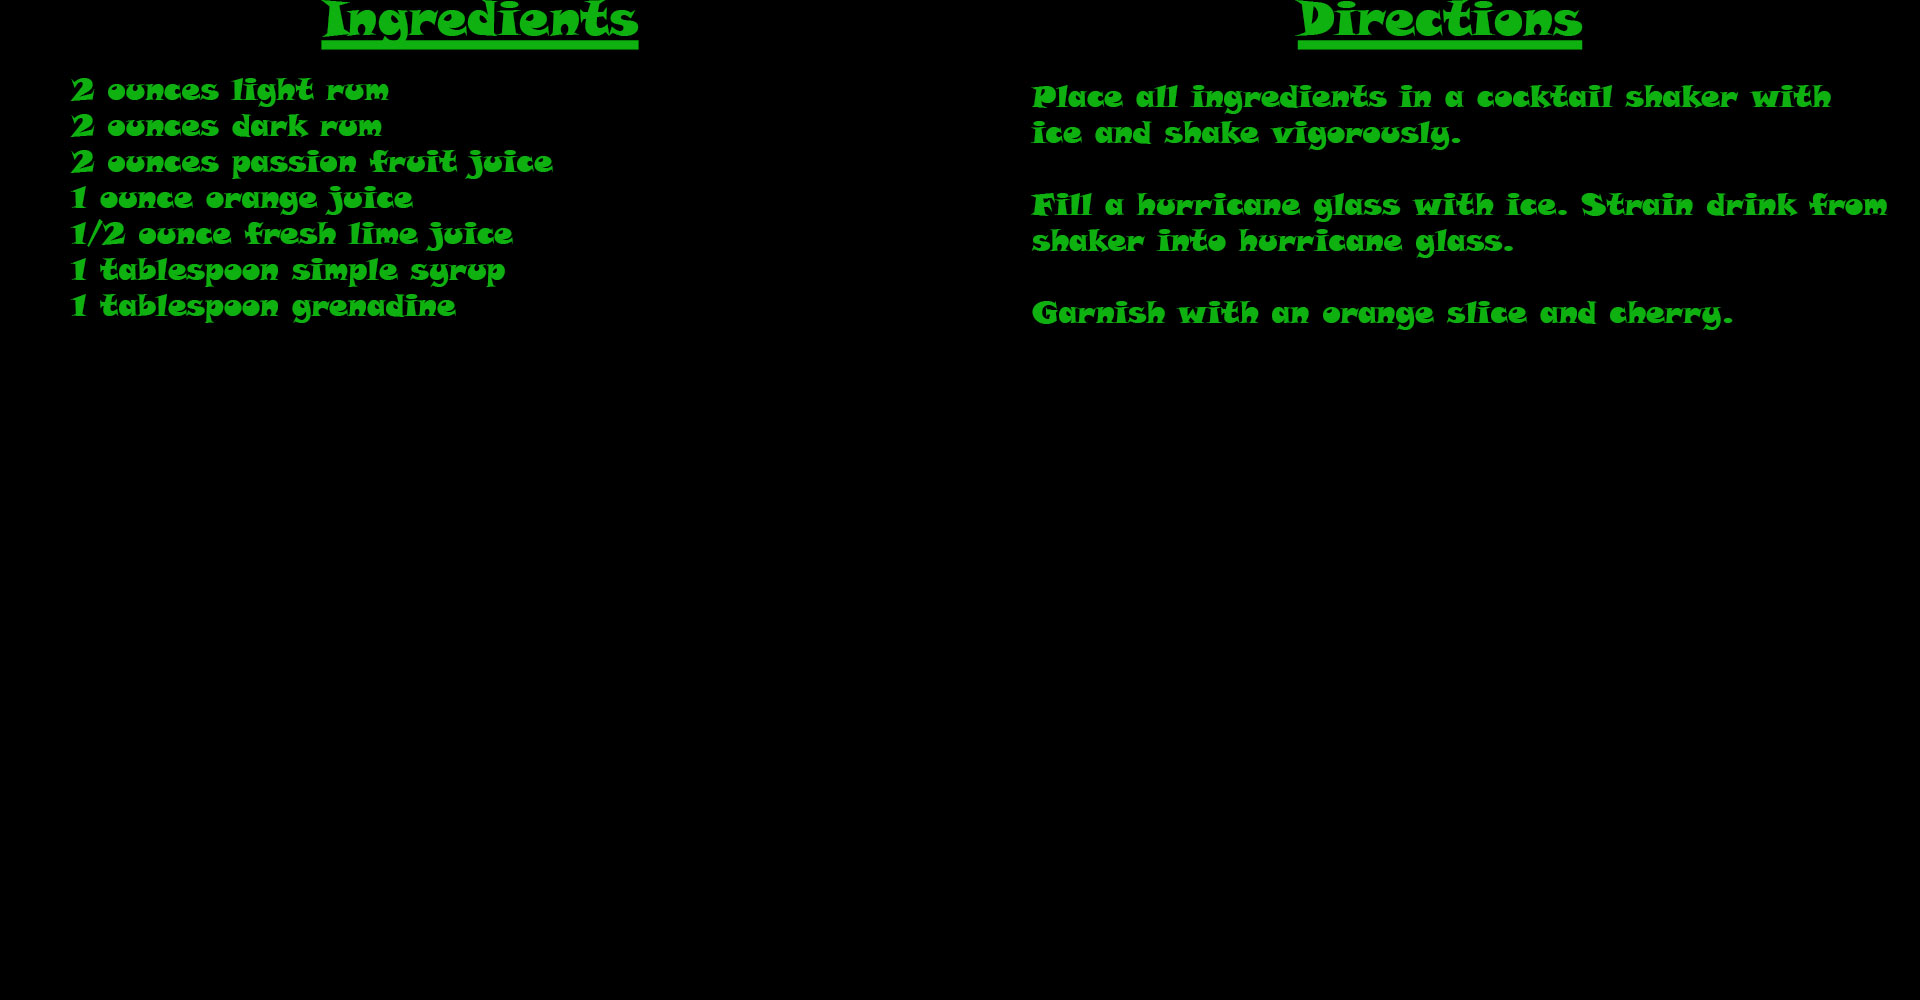 Ingredients
2 ounces light rum
2 ounces dark rum
2 ounces passion fruit juice
1 ounce orange juice
1/2 ounce fresh lime juice
1 tablespoon simple syrup
1 tablespoon grenadine
Directions
Place all ingredients in a cocktail shaker with
ice and shake vigorously.
Fill a hurricane glass with ice. Strain drink from
shaker into hurricane glass.
Garnish with an orange slice and cherry.